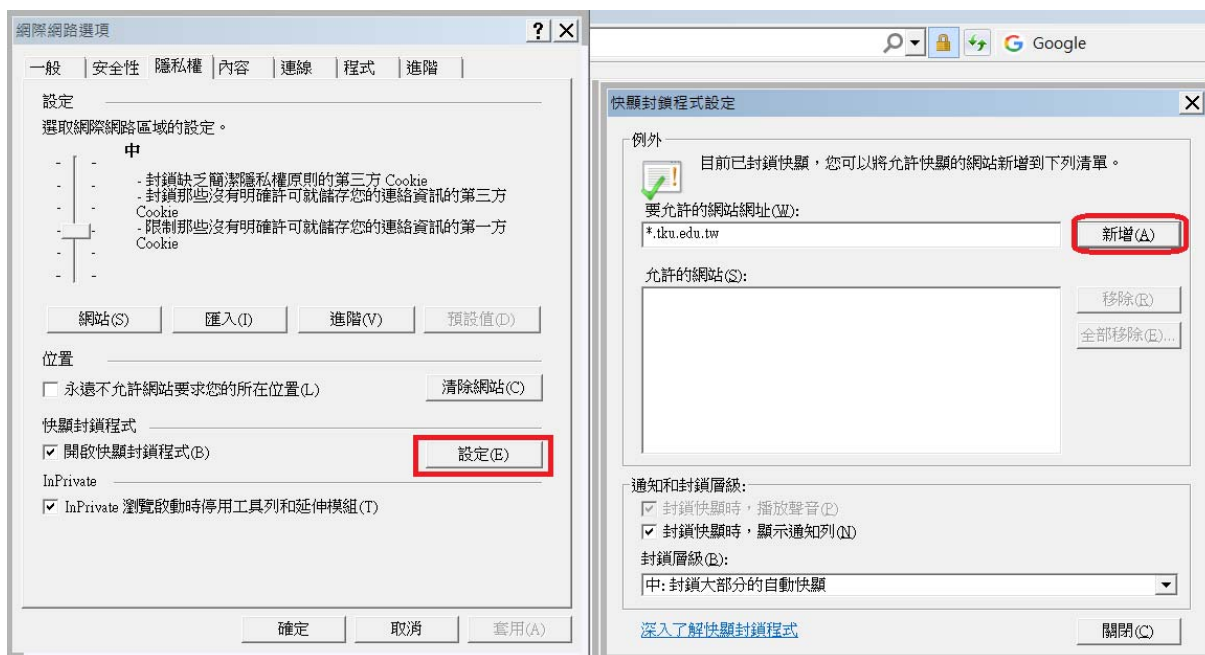 網際網路選項
一般
安全性
隱私權
內容
連線
程式
進階
設定
選取網際網路區域的設定。
中
- 封鎖缺乏簡潔隱私權原則的第三方 Cookie
- 封鎖那些沒有明確許可就儲存您的連絡資訊的第三方
Cookie
- 限制那些沒有明確許可就儲存您的連絡資訊的第一方
Cookie
網站(S)
匯入(I)
進階(V)
預設值(D)
位置
永遠不允許網站要求您的所在位置(L)
清除網站(C)
快顯封鎖程式
開啟快顯封鎖程式(B)
設定(E)
InPrivate
InPrivate 瀏覽啟動時停用工具列和延伸模組(T)
確定
取消
套用(A)
Google
快顯封鎖程式設定
例外
目前已封鎖快顯，您可以將允許快顯的網站新增到下列清單。
要允許的網站網址(W):
*.tku.edu.tw
新增(A)
允許的網站(S):
移除(R)
全部移除(E)...
通知和封鎖層級:
封鎖快顯時，播放聲音(P)
封鎖快顯時，顯示通知列(N)
封鎖層級(B):
中: 封鎖大部分的自動快顯
深入了解快顯封鎖程式
關閉(C)